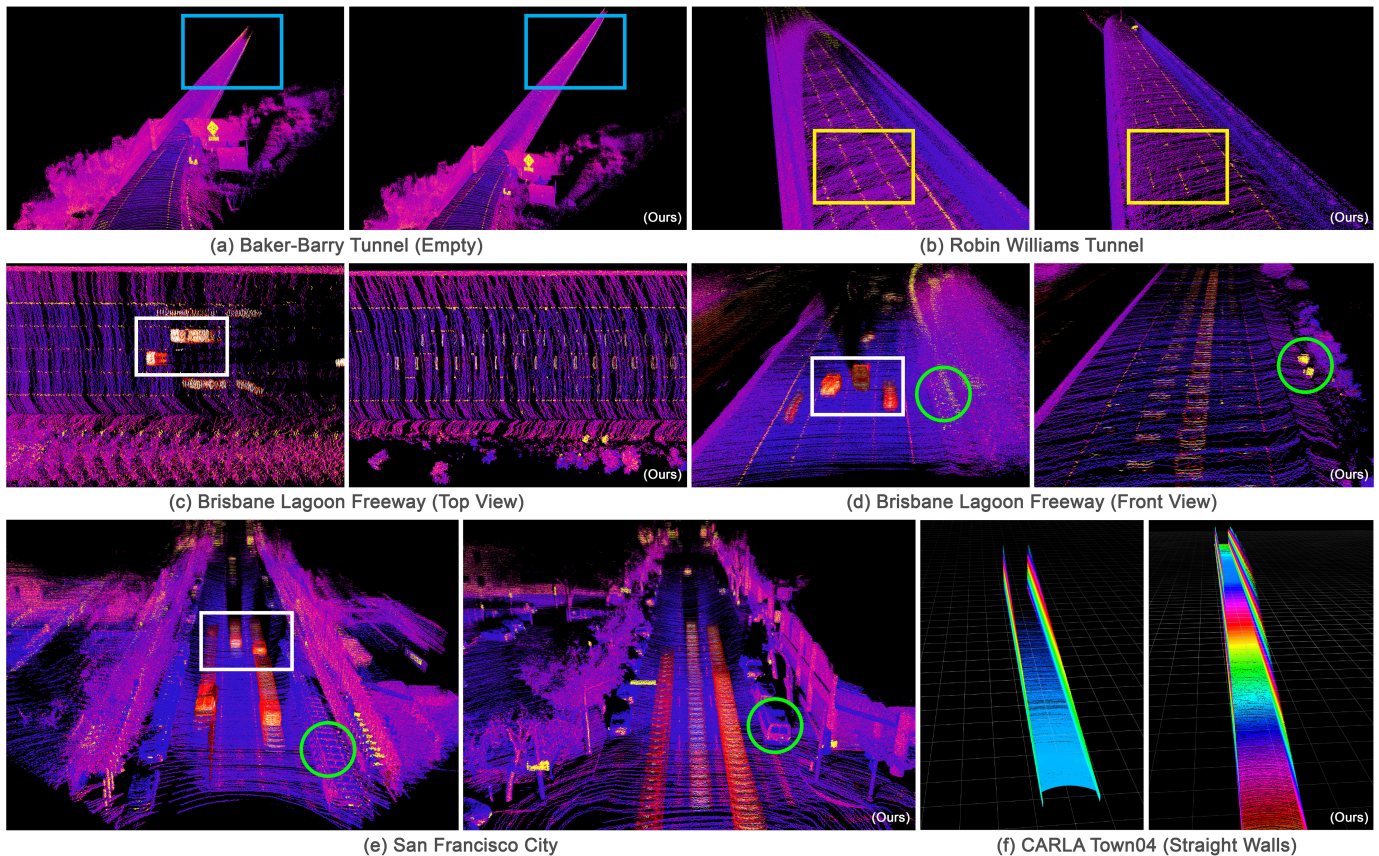 (Ours)
(Ours)
(a) Baker-Barry Tunnel (Empty)
(b) Robin Williams Tunnel
(Ours)
(Ours)
(c) Brisbane Lagoon Freeway (Top View)
(d) Brisbane Lagoon Freeway (Front View)
(Ours)
(Ours)
(e) San Francisco City
(f) CARLA Town04 (Straight Walls)